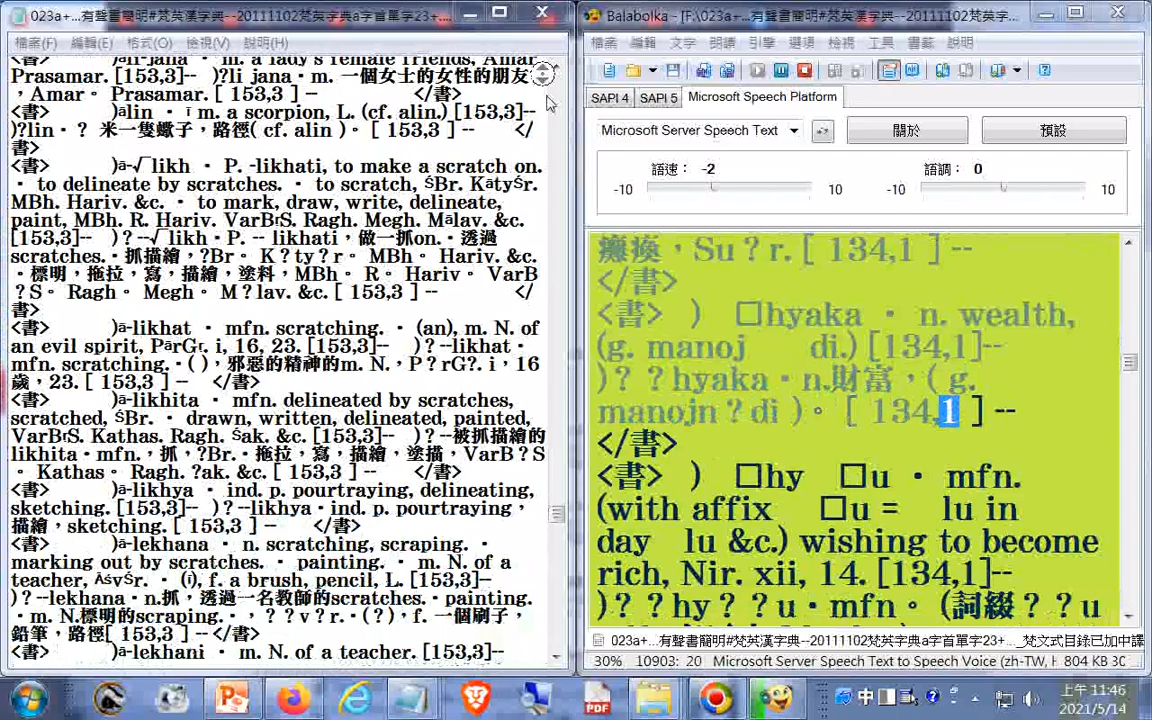 023a+...有聲書簡明#梵英漢字典--20111102梵英字典a字首單字23+...
檔案(F) 編輯(E) 格式(O) 檢視(V) 說明(H)
Prasamar. [153,3]-- )?li jana‧m. 一個女士的女性的朋友
，Amar。 Prasamar. [ 153,3 ] -- </書>
<書> )ālin ‧ ī m. a scorpion, L. (cf. alin.) [153,3]--
)?lin‧? 米一隻蠍子，路徑( cf. alin )。[ 153,3 ] -- </
書>
<書> )ā-√likh ‧ P. -likhati, to make a scratch on.
‧ to delineate by scratches. ‧ to scratch, ŚBr. KātyŚr.
MBh. Hariv. &c. ‧ to mark, draw, write, delineate,
paint, MBh. R. Hariv. VarBṛS. Ragh. Megh. Mālav. &c.
[153,3]-- )?--√likh‧P. -- likhati，做一抓on.‧透過
scratches.‧抓描繪，?Br。 K?ty?r。 MBh。 Hariv. &c.
‧標明，拖拉，寫，描繪，塗料，MBh。 R。 Hariv。 VarB
?S。 Ragh。 Megh。 M?lav. &c. [ 153,3 ] -- </
書>
<書> )ā-likhat ‧ mfn. scratching. ‧ (an), m. N. of
an evil spirit, PārGṛ. i, 16, 23. [153,3]-- )?--likhat‧
mfn. scratching.‧( )，邪惡的精神的m. N.，P?rG?. i，16
歲，23. [ 153,3 ] -- </書>
<書> )ā-likhita ‧ mfn. delineated by scratches,
scratched, ŚBr. ‧ drawn, written, delineated, painted,
VarBṛS. Kathas. Ragh. Śak. &c. [153,3]-- )?--被抓描繪的
likhita‧mfn.，抓，?Br.‧拖拉，寫，描繪，塗描，VarB?S
。 Kathas。 Ragh。 ?ak. &c. [ 153,3 ] -- </書>
<書> )ā-likhya ‧ ind. p. pourtraying, delineating,
sketching. [153,3]-- )?--likhya‧ind. p. pourtraying，
描繪，sketching. [ 153,3 ] -- </書>
<書> )ā-lekhana ‧ n. scratching, scraping. ‧
marking out by scratches. ‧ painting. ‧ m. N. of a
teacher, ĀśvŚr. ‧ (ī), f. a brush, pencil, L. [153,3]--
)?--lekhana‧n.抓，透過一名教師的scratches.‧painting.
‧m. N.標明的scraping.‧??v?r.‧(?)，f. 一個刷子，
鉛筆，路徑[ 153,3 ] -- </書>
<書> )ā-lekhani ‧ m. N. of a teacher. [153,3]--
Balabolka - [F:\023a+...有聲書簡明#梵英漢字典--20111102梵英字...
檔案 編輯 文字 朗讀 引擎 選項 檢視 工具 書籤 說明
SAPI 4 SAPI 5 Microsoft Speech Platform
Microsoft Server Speech Text 關於 預設
語速： -2 語調： 0
-10 10 -10 10
癱瘓，Su?r. [ 134,1 ] --
</書>
<書> ) □hyaka ‧ n. wealth,
(g. manoj di.) [134,1]--
)??hyaka‧n.財富，( g.
manojn?di )。[ 134,1 ] --
</書>
<書> ) □hy □u ‧ mfn.
(with affix □u = lu in
day lu &c.) wishing to become
rich, Nir. xii, 14. [134,1]--
)??hy??u‧mfn。(詞綴??u
023a+...有聲書簡明#梵英漢字典--20111102梵英字典a字首單字23+..._梵文式目錄已加中譯
30% 10903: 20 Microsoft Server Speech Text to Speech Voice (zh-TW, H 804 KB 30
中
上午 11:46
2021/5/14